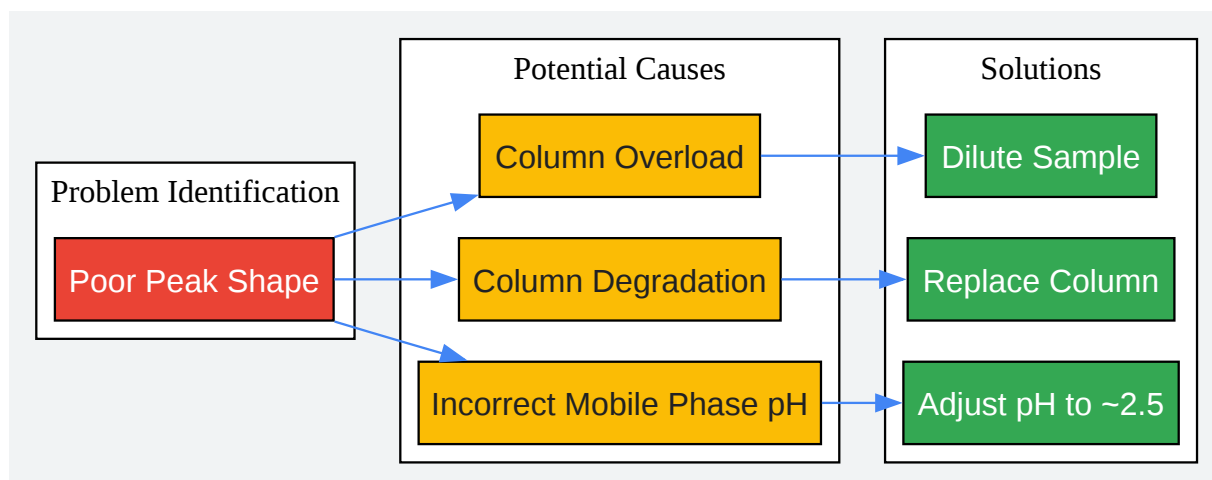 Problem Identification
Poor Peak Shape
Potential Causes
Column Overload
Column Degradation
Incorrect Mobile Phase pH
Solutions
Dilute Sample
Replace Column
Adjust pH to ~2.5